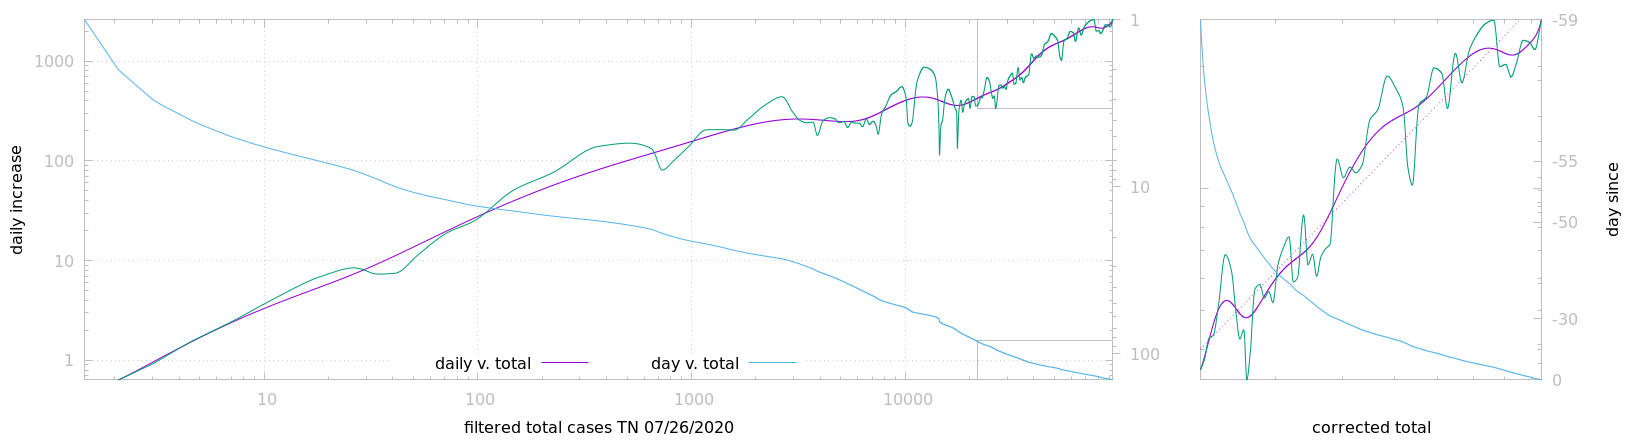 1000
100
10
1
daily increase
10
100
1000
10000
filtered total cases TN 07/26/2020
daily v. total
day v. total
1
10
100
-59
-55
-50
-30
0
day since
corrected total